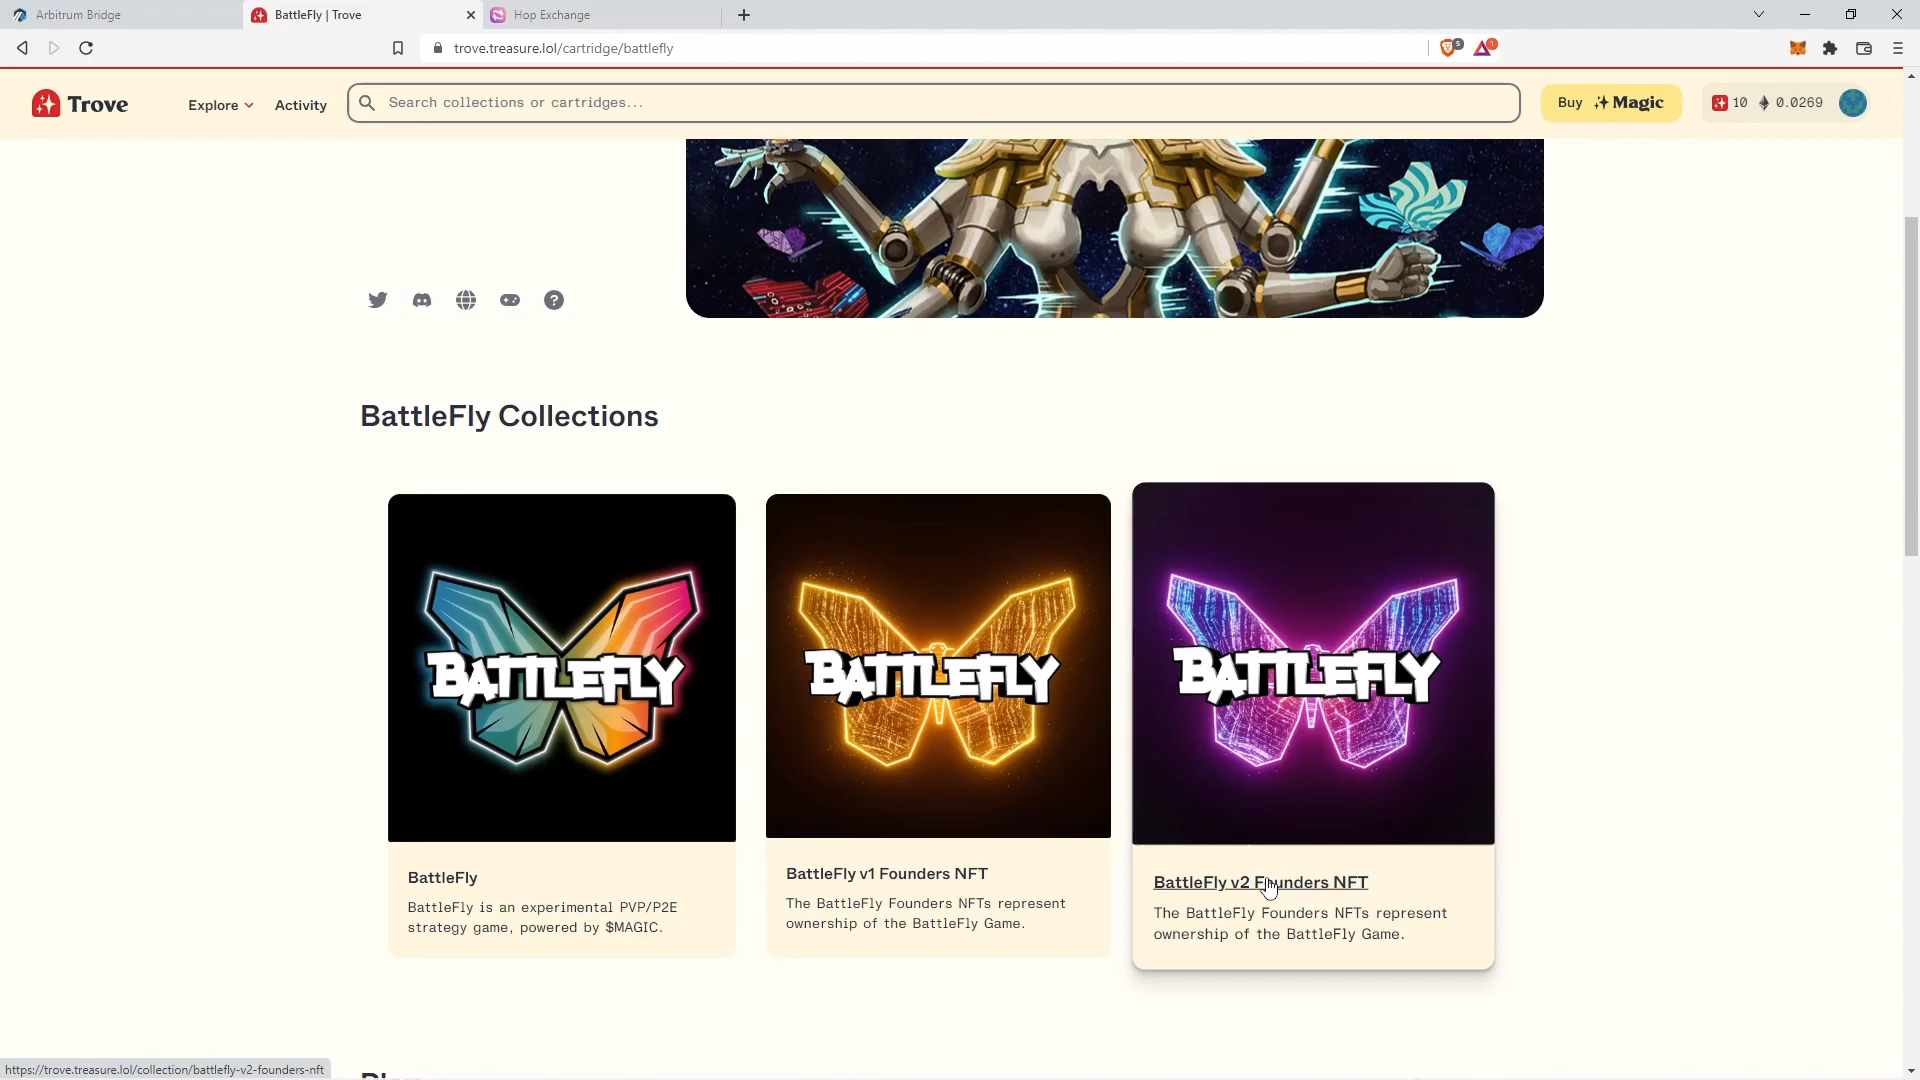 Arbitrum Bridge
BattleFly | Trove
Hop Exchange
trove.treasure.lol/cartridge/battlefly
5
1
Trove
Explore
Activity
Search collections or cartridges...
Buy Magic
10
0.0269
BattleFly Collections
BATTLEFLY
BATTLEFLY
BATTLEFLY
BattleFly
BattleFly is an experimental PVP/P2E
strategy game, powered by $MAGIC.
BattleFly v1 Founders NFT
The BattleFly Founders NFTs represent
ownership of the BattleFly Game.
BattleFly v2 Founders NFT
The BattleFly Founders NFTs represent
ownership of the BattleFly Game.
https://trove.treasure.lol/collection/battlefly-v2-founders-nft